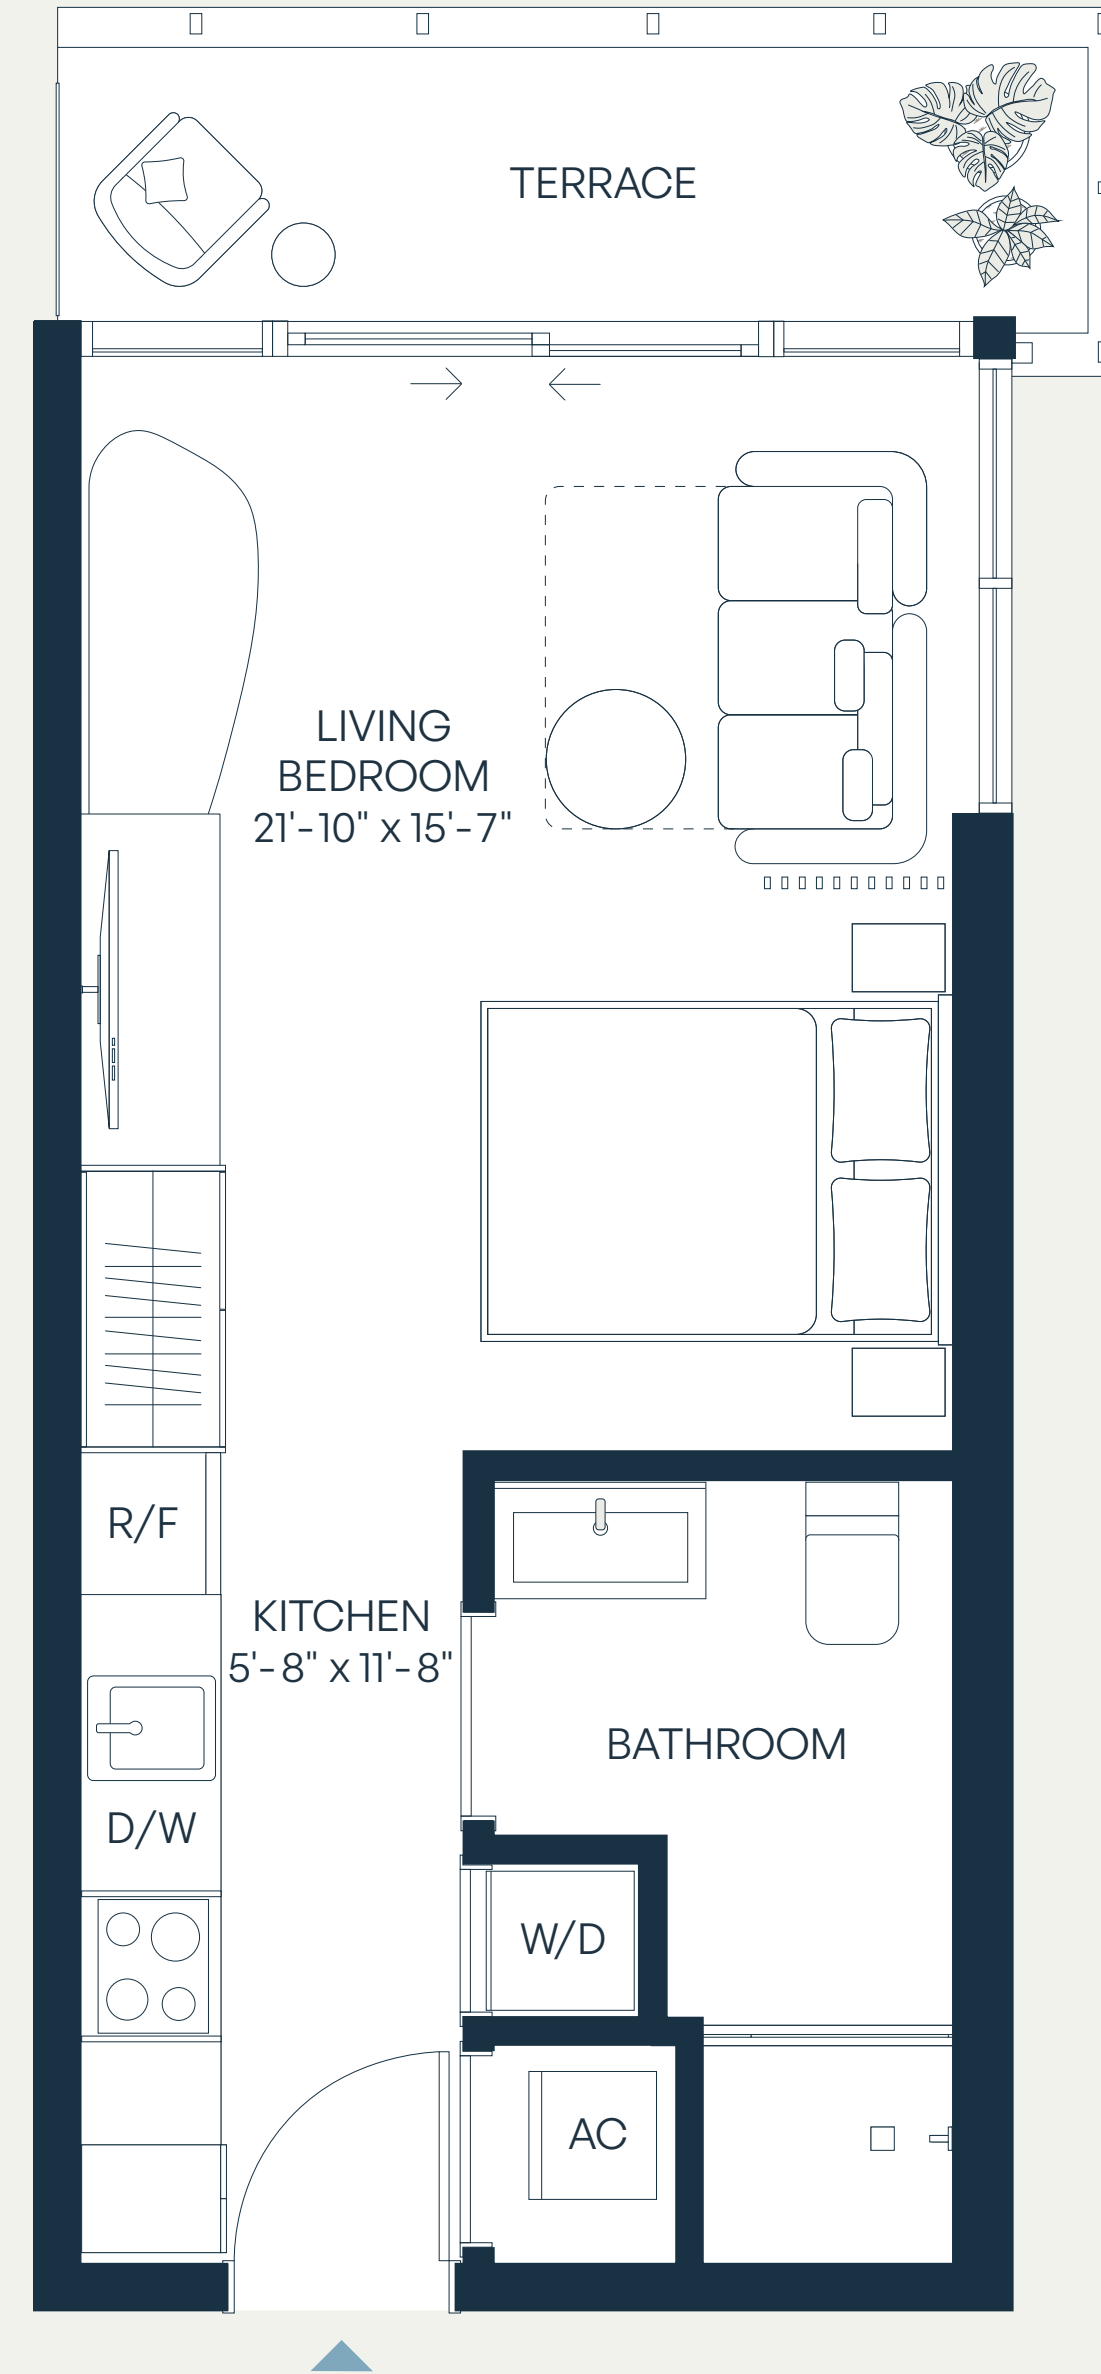 TERRACE
LIVING
BEDROOM
21'-10" x 15'-7"
R/F
KITCHEN
5'-8" x 11'-8"
BATHROOM
D/W
W/D
AC